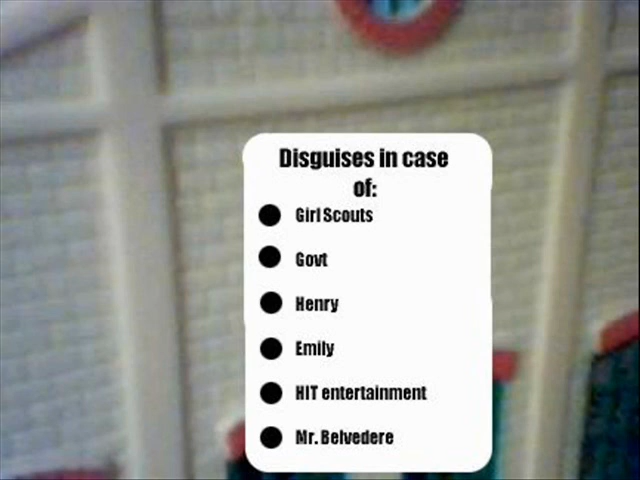 Disguises in case
of:
Girl Scouts
Govt
Henry
Emily
HIT entertainment
Mr. Belvedere